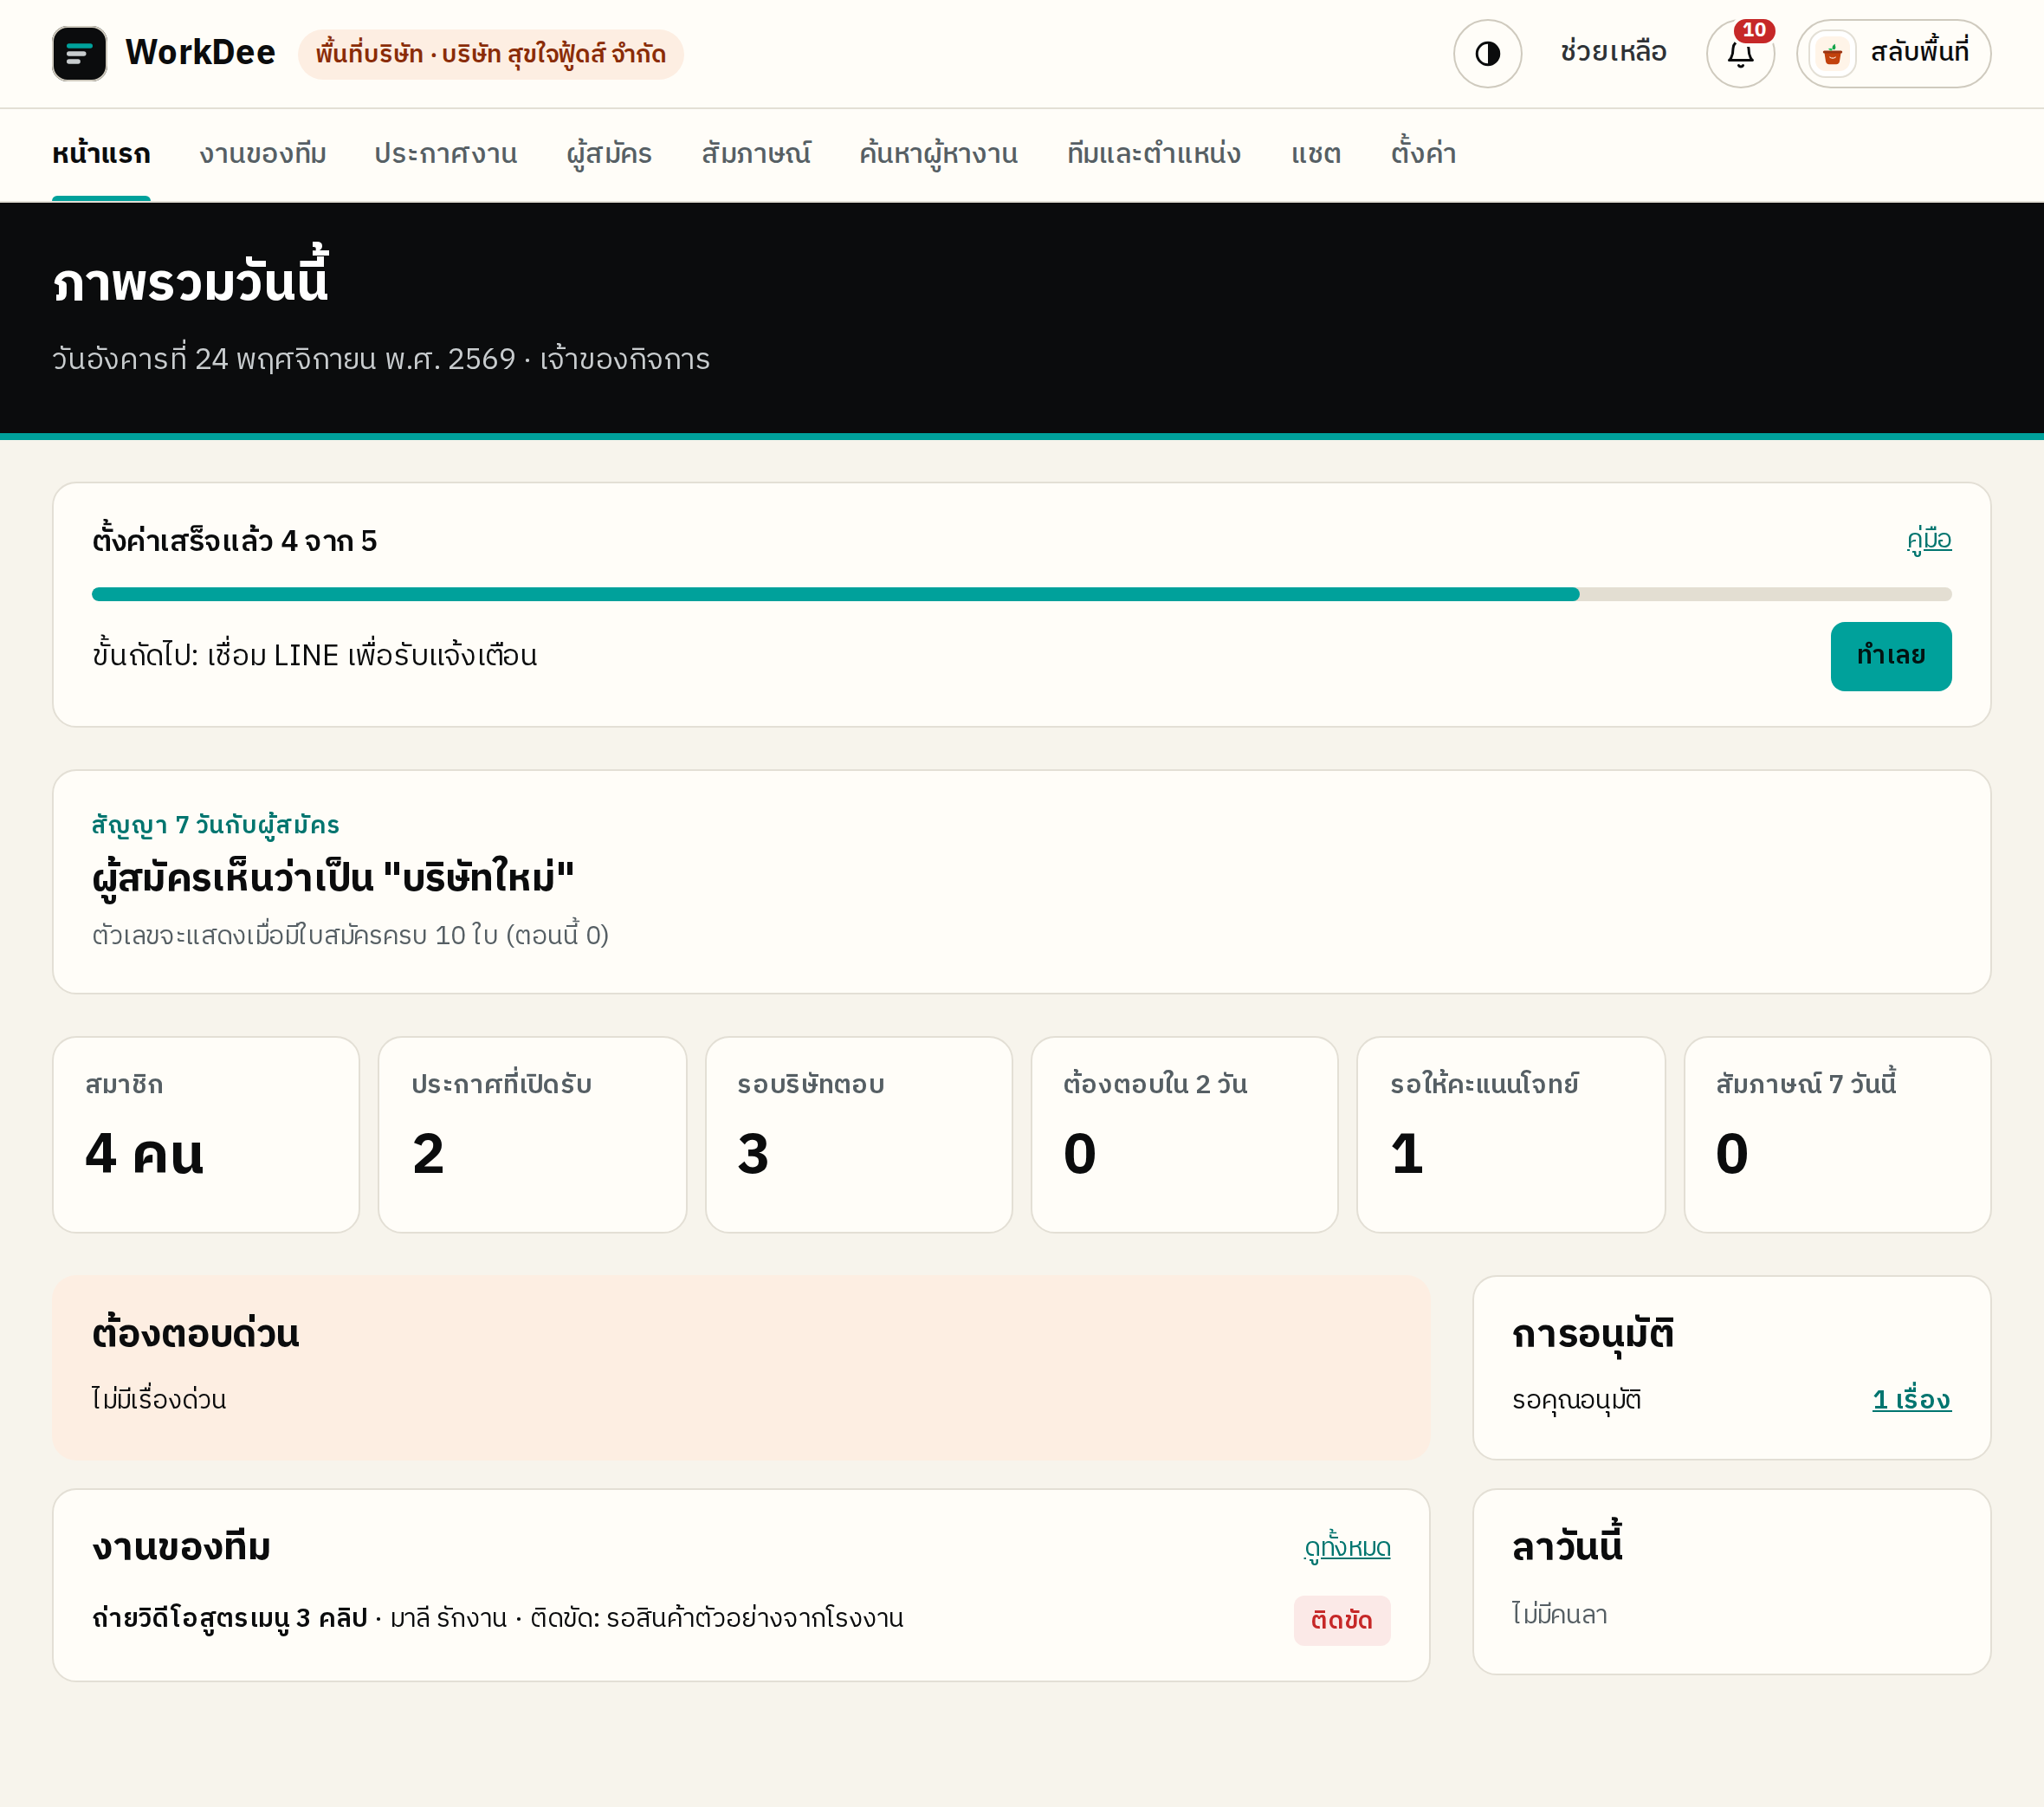 WorkDee
พื้นที่บริษัท · บริษัท สุขใจฟู้ดส์ จำกัด
ช่วยเหลือ
10
สลับพื้นที่
หน้าแรก
งานของทีม
ประกาศงาน
ผู้สมัคร
สัมภาษณ์
ค้นหาผู้หางาน
ทีมและตำแหน่ง
แชต
ตั้งค่า
ภาพรวมวันนี้
วันอังคารที่ 24 พฤศจิกายน พ.ศ. 2569 · เจ้าของกิจการ
ตั้งค่าเสร็จแล้ว 4 จาก 5
คู่มือ
ขั้นถัดไป: เชื่อม LINE เพื่อรับแจ้งเตือน
ทำเลย
สัญญา 7 วันกับผู้สมัคร
ผู้สมัครเห็นว่าเป็น "บริษัทใหม่"
ตัวเลขจะแสดงเมื่อมีใบสมัครครบ 10 ใบ (ตอนนี้ 0)
สมาชิก
4 คน
ประกาศที่เปิดรับ
2
รอบริษัทตอบ
3
ต้องตอบใน 2 วัน
0
รอให้คะแนนโจทย์
1
สัมภาษณ์ 7 วันนี้
0
ต้องตอบด่วน
ไม่มีเรื่องด่วน
การอนุมัติ
รอคุณอนุมัติ
1 เรื่อง
งานของทีม
ดูทั้งหมด
ถ่ายวิดีโอสูตรเมนู 3 คลิป · มาลี รักงาน · ติดขัด: รอสินค้าตัวอย่างจากโรงงาน
ติดขัด
ลาวันนี้
ไม่มีคนลา